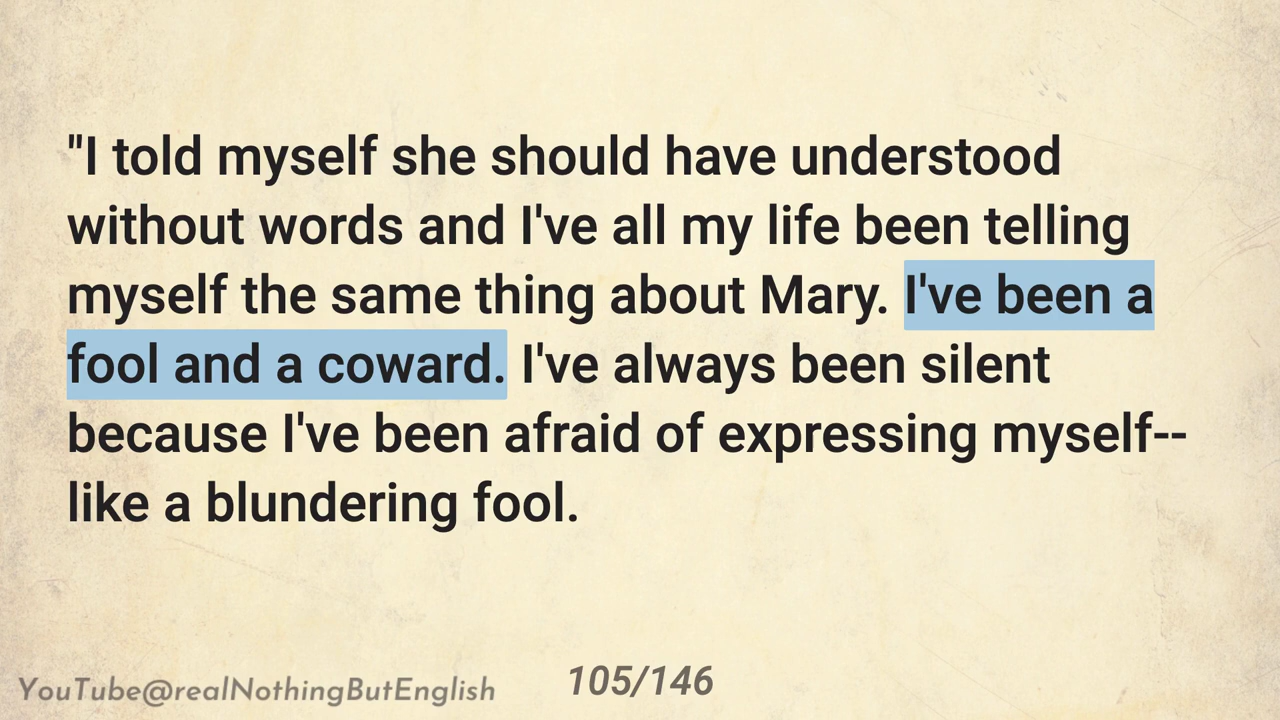 "I told myself she should have understood
without words and I've all my life been telling
myself the same thing about Mary. I've been a
fool and a coward. I've always been silent
because I've been afraid of expressing myself--
like a blundering fool.
YouTube@realNothingButEnglish
105/146